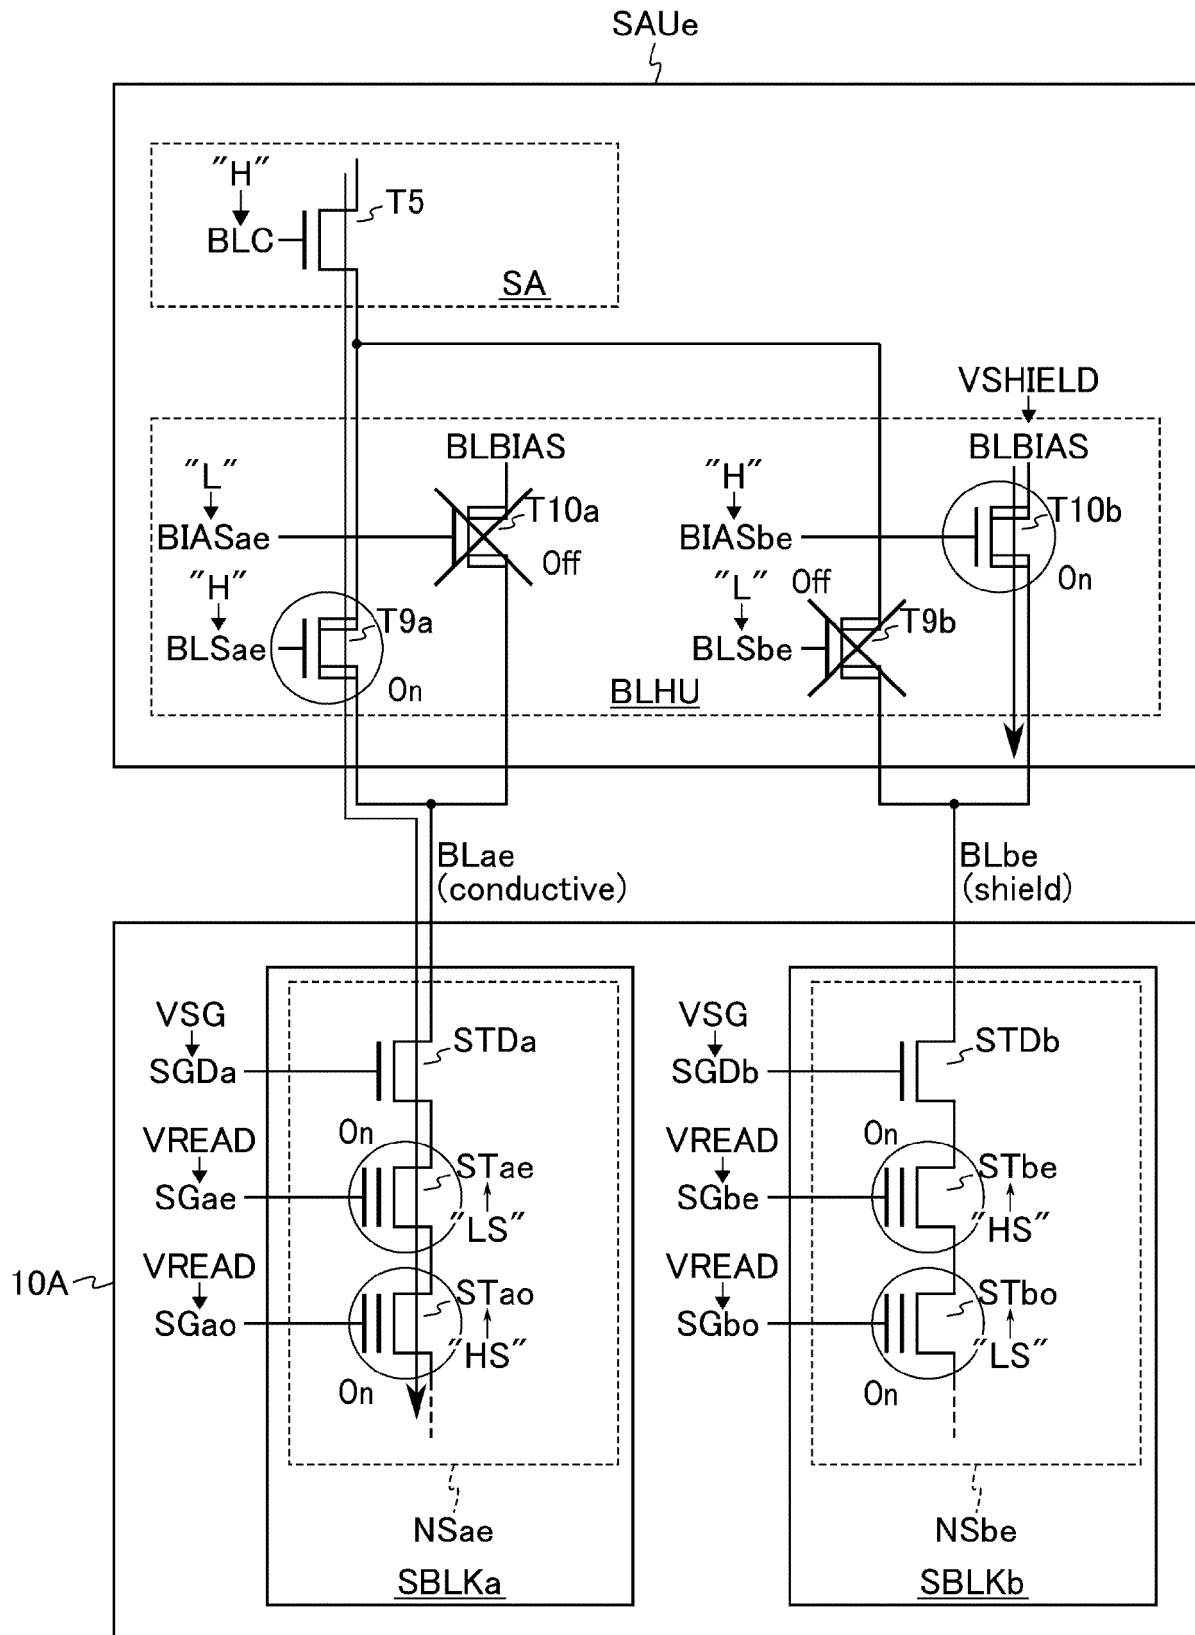 SAUe
"H"
BLC
T5
SA
VSHIELD
BLBIAS
BLBIAS
"L"
"H"
BIASae
T10a
Off
BIASbe
T10b
On
"H"
"L"
Off
BLSae
T9a
On
BLSbe
T9b
BLHU
BLae
(conductive)
BLbe
(shield)
VSG
SGDa
STDa
VSG
SGDb
STDb
VREAD
On
SGae
STae
"LS"
VREAD
On
SGbe
STbe
"HS"
10A
VREAD
SGao
STao
"HS"
On
VREAD
SGbo
STbo
"LS"
On
NSae
NSbe
SBLKa
SBLKb